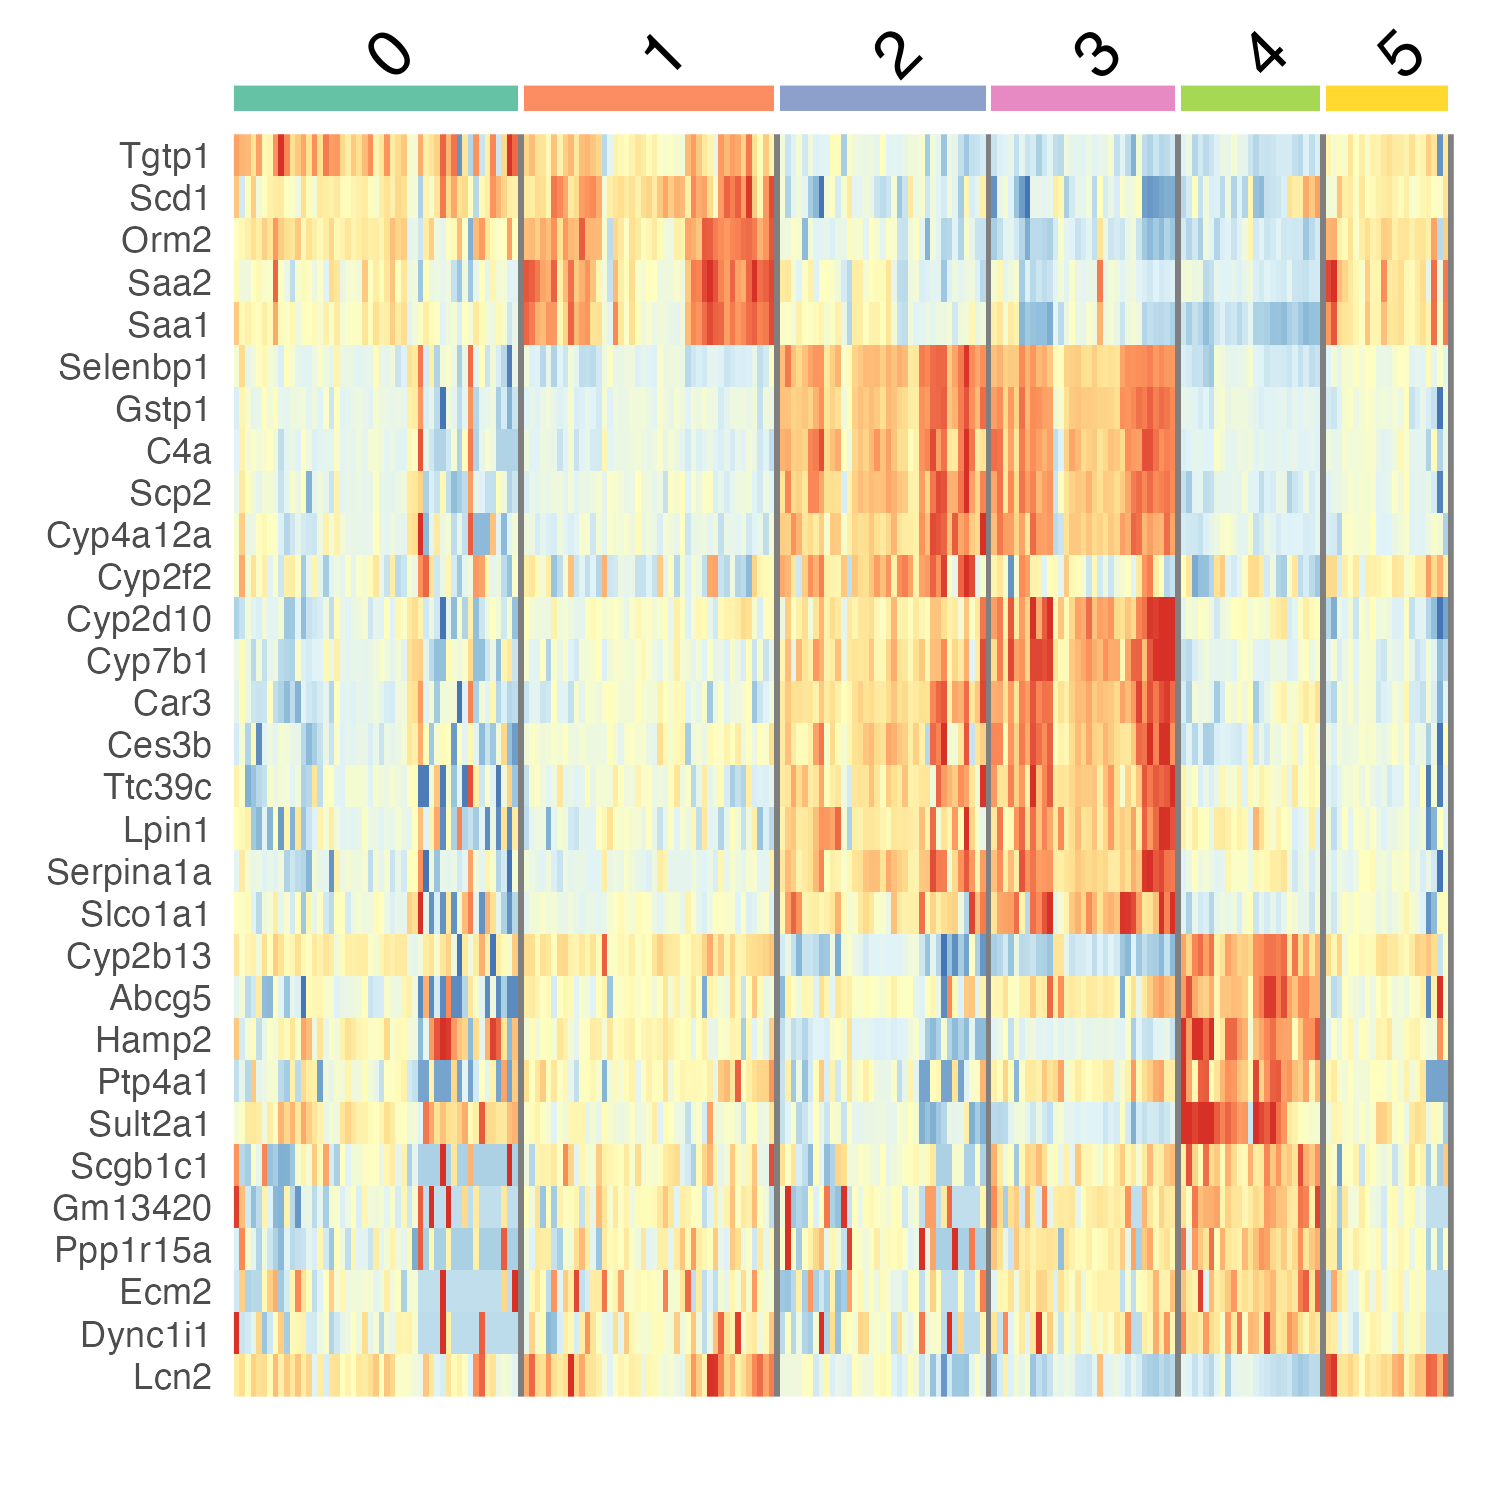 0 1 2 3 4 5
Tgtp1
Scd1
Orm2
Saa2
Saa1
Selenbp1
Gstp1
C4a
Scp2
Cyp4a12a
Cyp2f2
Cyp2d10
Cyp7b1
Car3
Ces3b
Ttc39c
Lpin1
Serpina1a
Slco1a1
Cyp2b13
Abcg5
Hamp2
Ptp4a1
Sult2a1
Scgb1c1
Gm13420
Ppp1r15a
Ecm2
Dync1i1
Lcn2